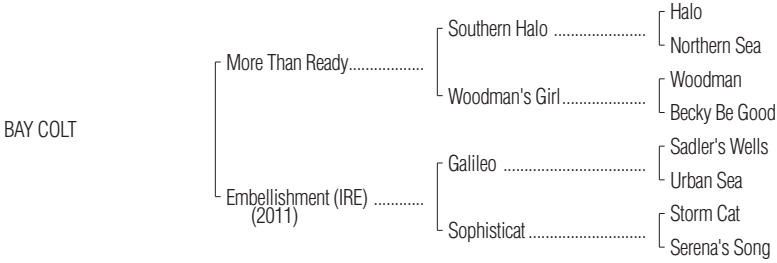 Halo
Southern Halo ......................
Northern Sea
More Than Ready..................
Woodman
Woodman's Girl....................
Becky Be Good
BAY COLT
Sadler's Wells
Galileo ..................................
Urban Sea
Embellishment (IRE) ............
(2011)
Storm Cat
Sophisticat............................
Serena's Song